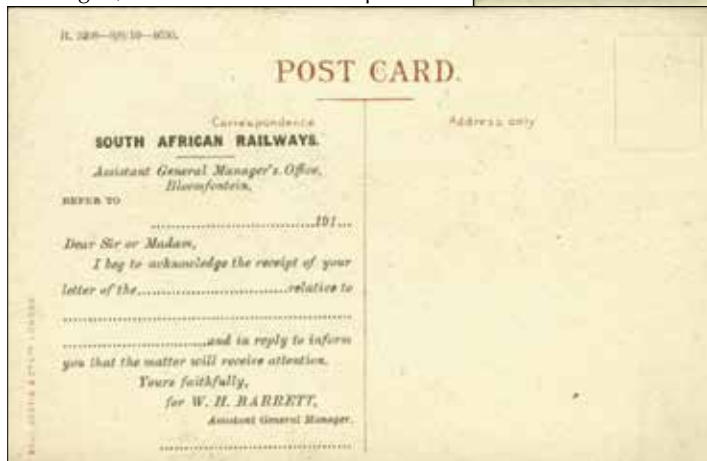 POST CARD.
Correspondence
Address only
SOUTH AFRICAN RAILWAYS.
Assistant General Manager's Office,
Bloemfontein,
REFER TO
....................................191...
Dear Sir or Madam,
I beg to acknowledge the receipt of your
letter of the................................relative to
................................................................
................................and in reply to inform
you that the matter will receive attention.
Yours faithfully,
for W. H. BARRETT,
Assistant General Manager.
........................................